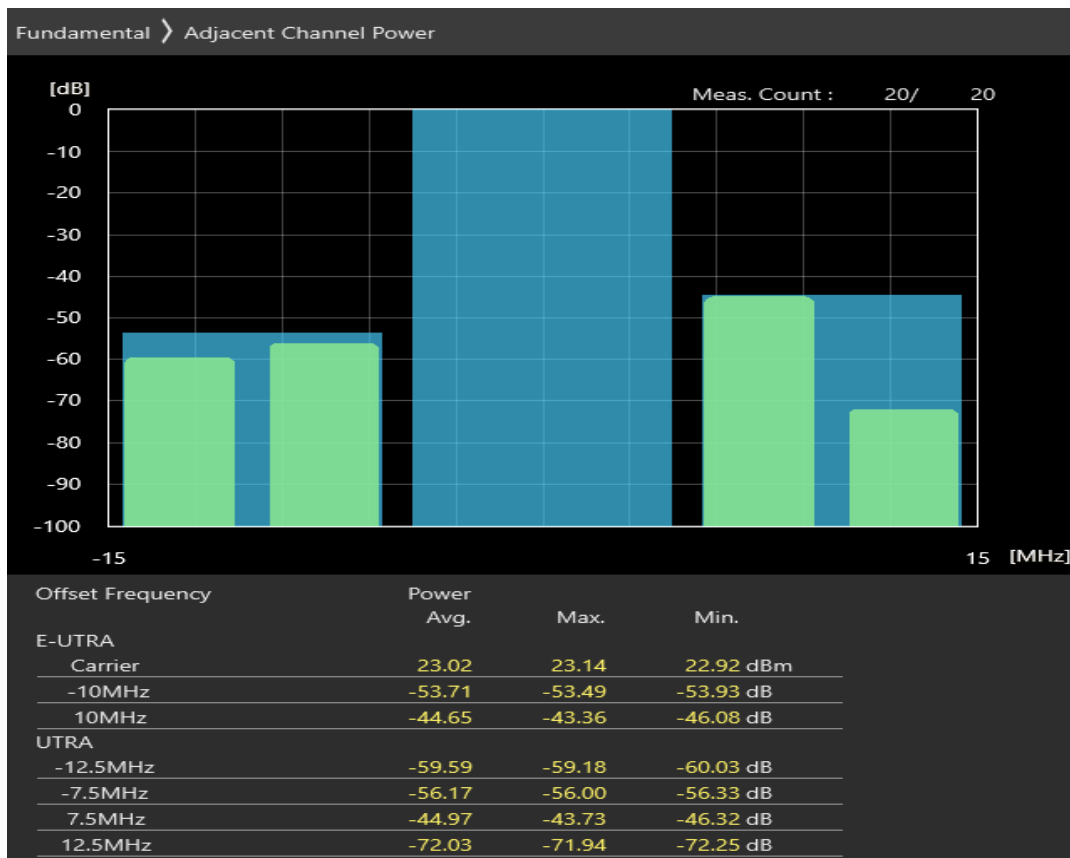 Fundamental 〉 Adjacent Channel Power
[dB]
Meas. Count : 20/ 20
0
-10
-20
-30
-40
-50
-60
-70
-80
-90
-100
-15 15 [MHz]
Offset Frequency Power
Avg. Max. Min.
E-UTRA
Carrier 23.02 23.14 22.92 dBm
-10MHz -53.71 -53.49 -53.93 dB
10MHz -44.65 -43.36 -46.08 dB
UTRA
-12.5MHz -59.59 -59.18 -60.03 dB
-7.5MHz -56.17 -56.00 -56.33 dB
7.5MHz -44.97 -43.73 -46.32 dB
12.5MHz -72.03 -71.94 -72.25 dB